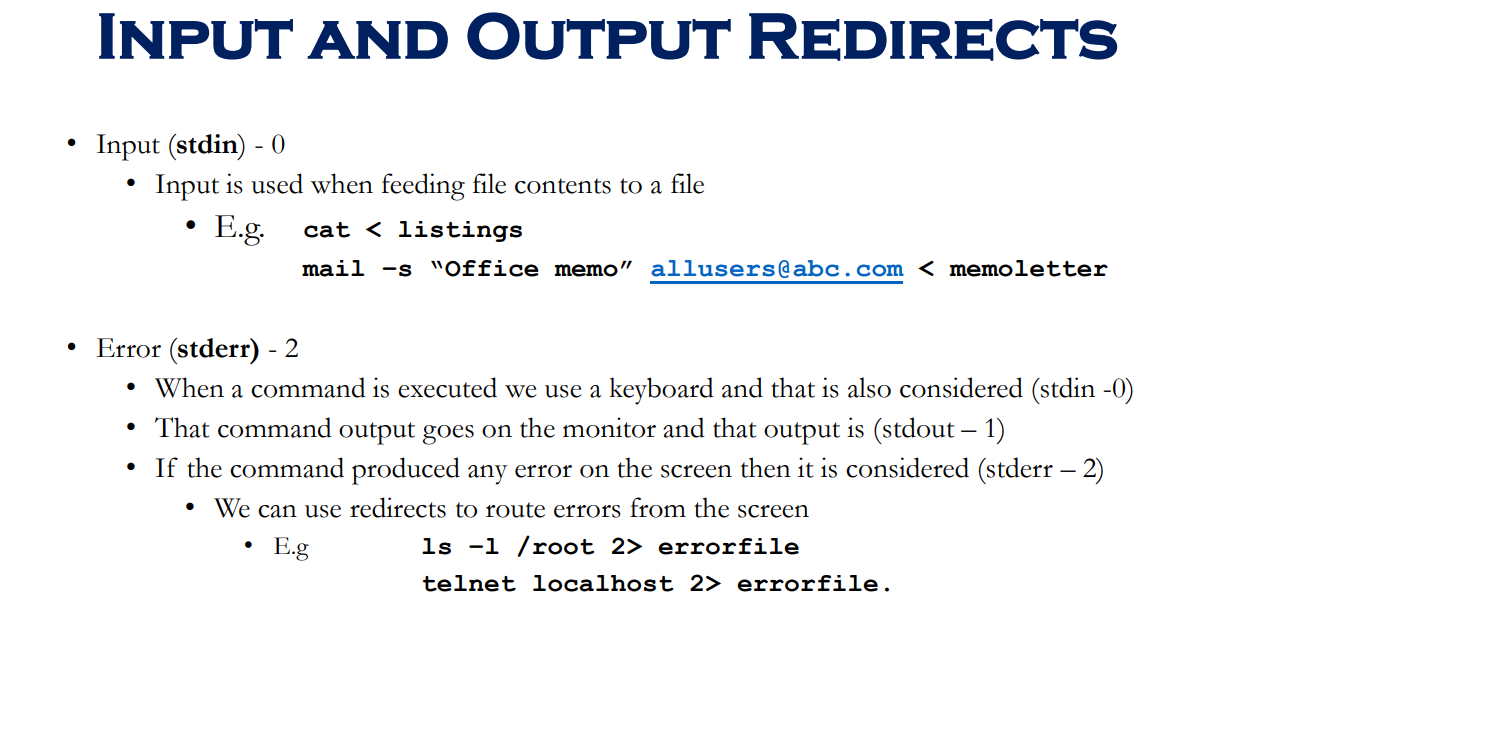 INPUT AND OUTPUT REDIRECTS
• Input (stdin) - 0
• Input is used when feeding file contents to a file
• E.g. cat < listings
mail –s “Office memo” allusers@abc.com < memoletter
• Error (stderr) - 2
• When a command is executed we use a keyboard and that is also considered (stdin -0)
• That command output goes on the monitor and that output is (stdout – 1)
• If the command produced any error on the screen then it is considered (stderr – 2)
• We can use redirects to route errors from the screen
• E.g ls –l /root 2> errorfile
telnet localhost 2> errorfile.